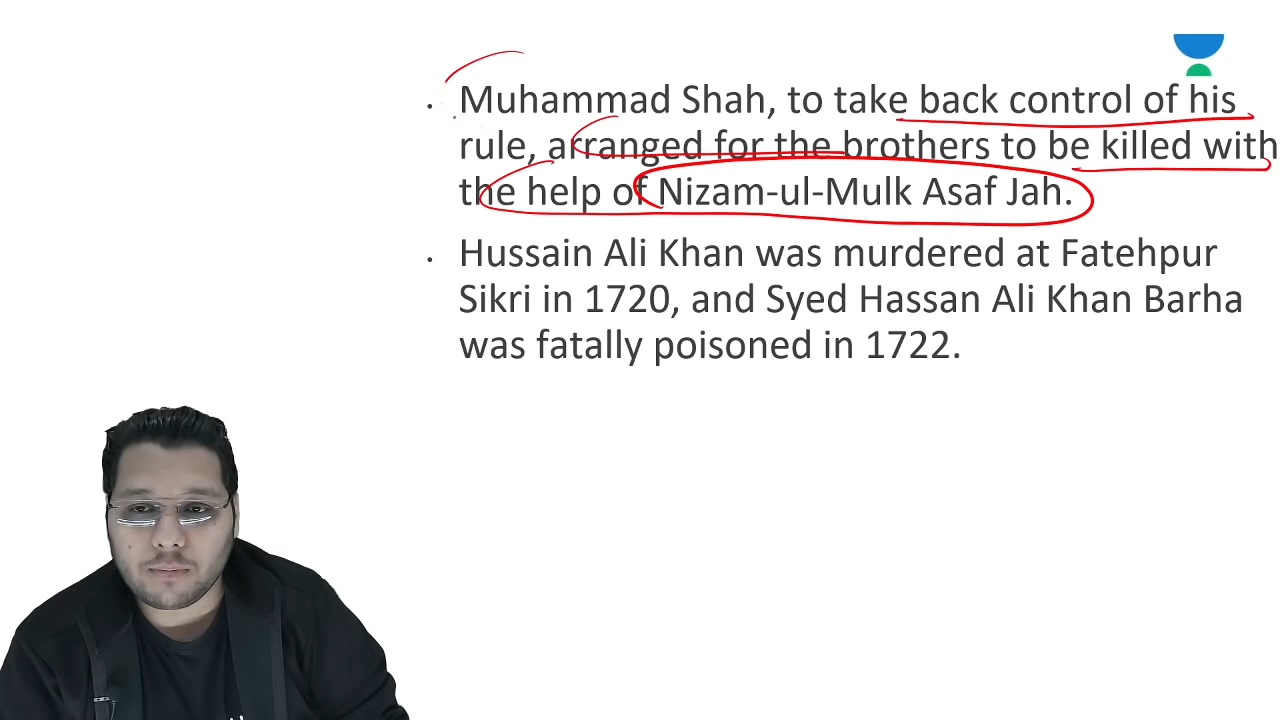 Muhammad Shah, to take back control of his
rule, arranged for the brothers to be killed with
the help of Nizam-ul-Mulk Asaf Jah.
Hussain Ali Khan was murdered at Fatehpur
Sikri in 1720, and Syed Hassan Ali Khan Barha
was fatally poisoned in 1722.